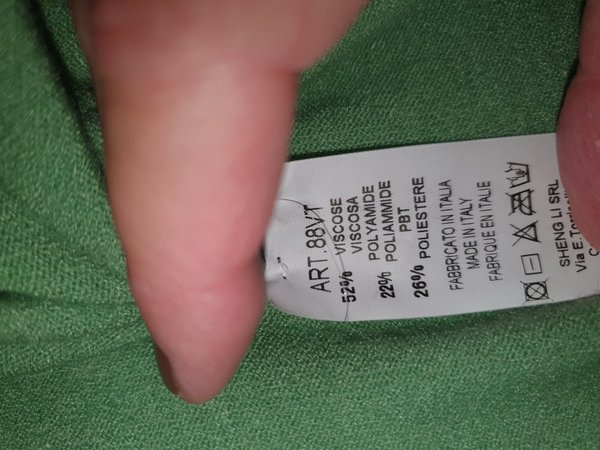 ART.88VT
52% VISCOSE
VISCOSA
POLYAMIDE
22% POLIAMMIDE
PBT
26% POLIESTERE
FABBRICATO IN ITALIA
MADE IN ITALY
FABRIQUE EN ITALIE
SHENG LI SRL
Via E.